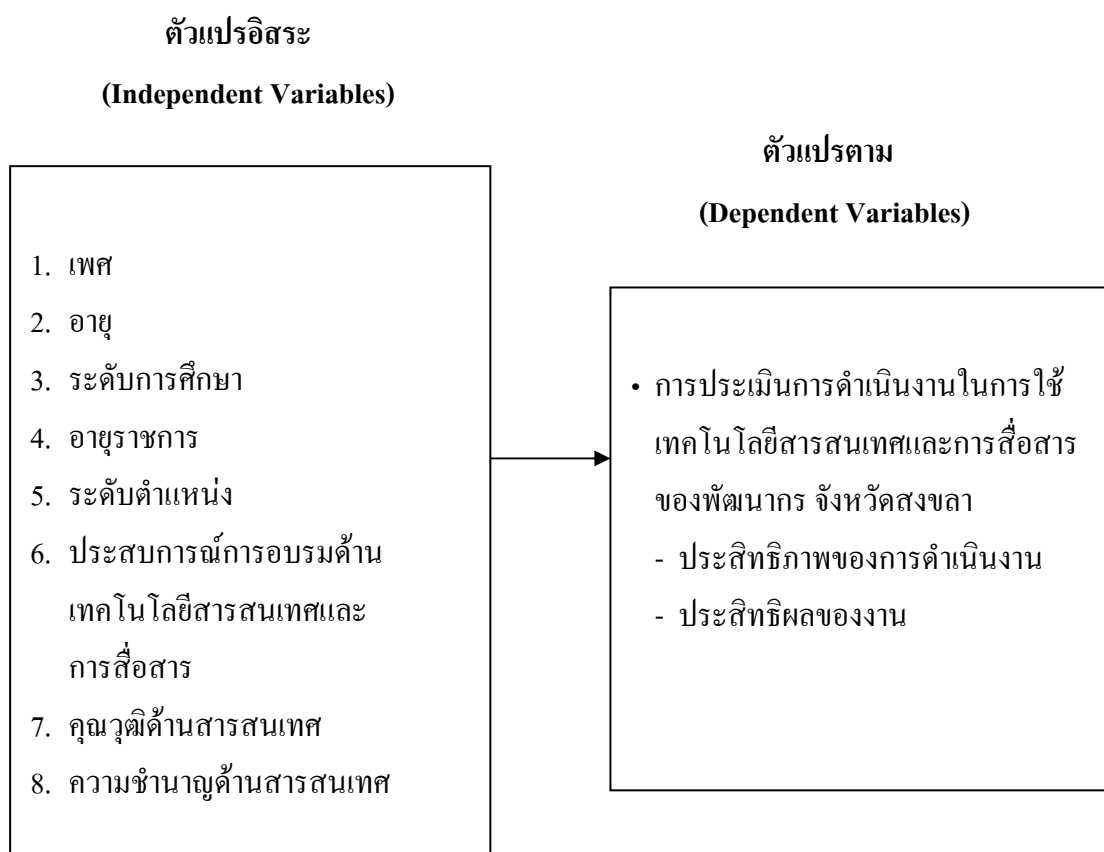 ตัวแปรอิสระ
(Independent Variables)
1. เพศ
2. อายุ
3. ระดับการศึกษา
4. อายุราชการ
5. ระดับตำแหน่ง
6. ประสบการณ์การอบรมด้าน
เทคโนโลยีสารสนเทศและ
การสื่อสาร
7. คุณวุฒิด้านสารสนเทศ
8. ความชำนาญด้านสารสนเทศ
ตัวแปรตาม
(Dependent Variables)
• การประเมินการดำเนินงานในการใช้
เทคโนโลยีสารสนเทศและการสื่อสาร
ของพัฒนากร จังหวัดสงขลา
- ประสิทธิภาพของการดำเนินงาน
- ประสิทธิผลของงาน